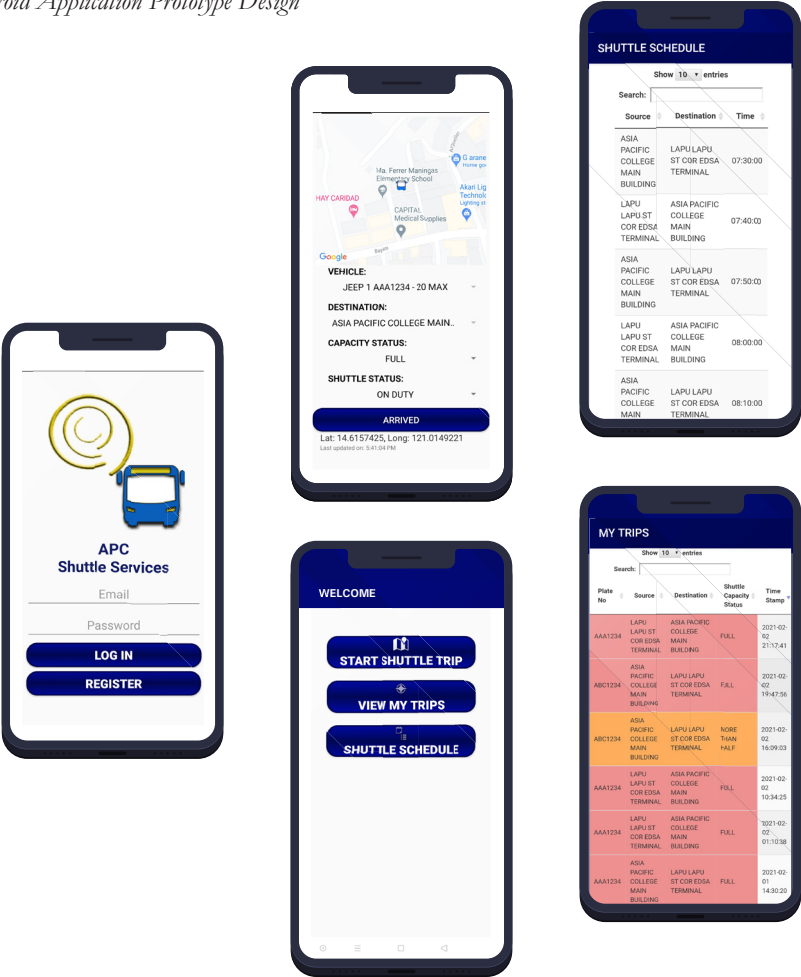 Application Prototype Design
APC
Shuttle Services
Email
Password
LOG IN
REGISTER
Ma. Ferrer Maningas
Elementary School
G arane
Home goo
Akari Lig
Technolo
Lighting st
HAY CARIDAD
CAPITAL
Medical Supplies
Bayani
Google
VEHICLE:
JEEP 1 AAA1234 - 20 MAX
DESTINATION:
ASIA PACIFIC COLLEGE MAIN..
CAPACITY STATUS:
FULL
SHUTTLE STATUS:
ON DUTY
ARRIVED
Lat: 14.6157425, Long: 121.0149221
Last updated on: 5:41:04 PM
WELCOME
START SHUTTLE TRIP
VIEW MY TRIPS
SHUTTLE SCHEDULE
SHUTTLE SCHEDULE
Show 10 entries
Search:
Source Destination Time
ASIA
PACIFIC
COLLEGE
MAIN
BUILDING
LAPU LAPU
ST COR EDSA
TERMINAL
07:30:00
LAPU
LAPU ST
COR EDSA
TERMINAL
ASIA PACIFIC
COLLEGE
MAIN
BUILDING
07:40:00
ASIA
PACIFIC
COLLEGE
MAIN
BUILDING
LAPU LAPU
ST COR EDSA
TERMINAL
07:50:00
LAPU
LAPU ST
COR EDSA
TERMINAL
ASIA PACIFIC
COLLEGE
MAIN
BUILDING
08:00:00
ASIA
PACIFIC
COLLEGE
MAIN
LAPU LAPU
ST COR EDSA
TERMINAL
08:10:00
MY TRIPS
Show 10 entries
Search:
Plate
No
Source
Destination
Shuttle
Capacity
Status
Time
Stamp
AAA1234
LAPU
LAPU ST
COR EDSA
TERMINAL
ASIA PACIFIC
COLLEGE
MAIN
BUILDING
FULL
2021-02-
02
21:17:41
ABC1234
ASIA
PACIFIC
COLLEGE
MAIN
BUILDING
LAPU LAPU
ST COR EDSA
TERMINAL
FULL
2021-02-
02
19:47:56
ABC1234
ASIA
PACIFIC
COLLEGE
MAIN
BUILDING
LAPU LAPU
ST COR EDSA
TERMINAL
MORE
THAN
HALF
2021-02-
02
16:09:03
AAA1234
LAPU
LAPU ST
COR EDSA
TERMINAL
ASIA PACIFIC
COLLEGE
MAIN
BUILDING
FULL
2021-02-
02
10:34:25
AAA1234
LAPU
LAPU ST
COR EDSA
TERMINAL
ASIA PACIFIC
COLLEGE
MAIN
BUILDING
FULL
2021-02-
02
01:10:38
AAA1234
ASIA
PACIFIC
COLLEGE
MAIN
BUILDING
LAPU LAPU
ST COR EDSA
TERMINAL
FULL
2021-02-
01
14:30:20